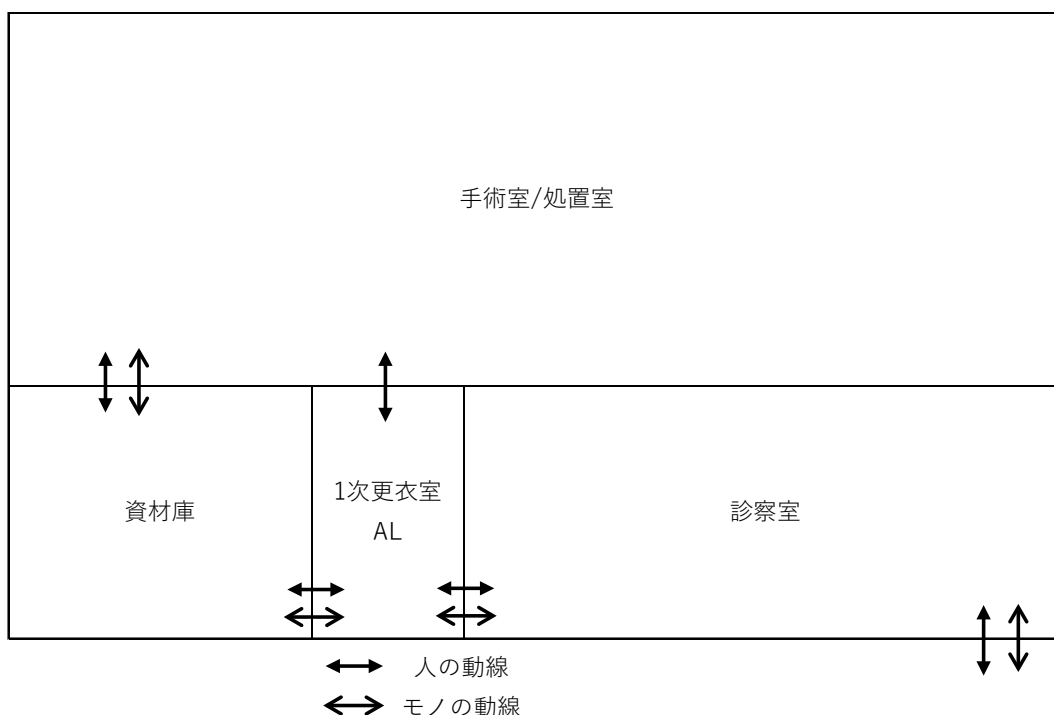 手術室/処置室
資材庫
1次更衣室
AL
診察室
人の動線
モノの動線